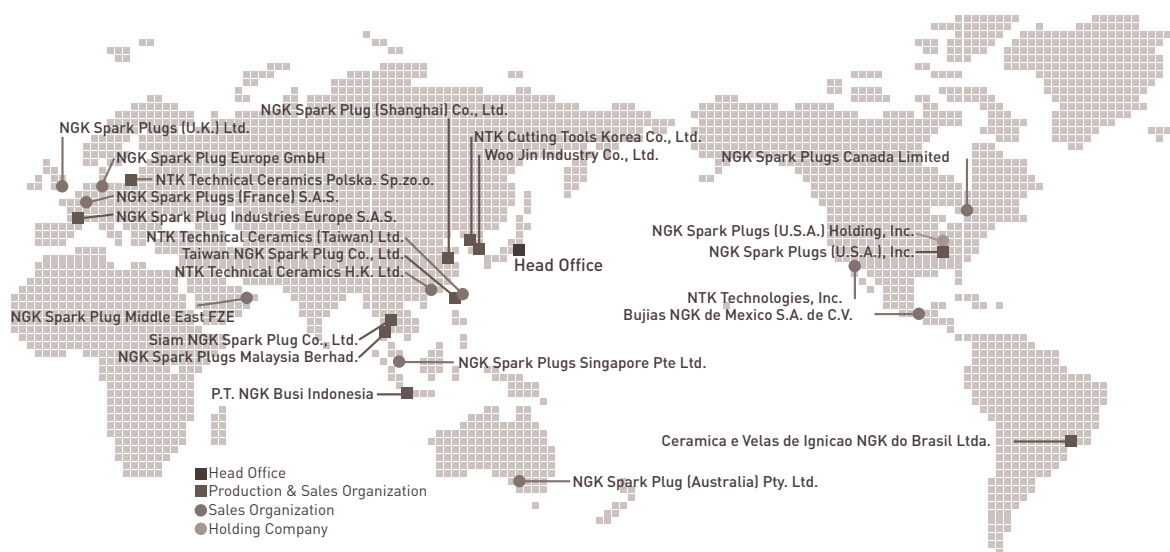 NGK Spark Plug (Shanghai) Co., Ltd.
NGK Spark Plugs (U.K.) Ltd.
NTK Cutting Tools Korea Co., Ltd.
Woo Jin Industry Co., Ltd.
NGK Spark Plugs Canada Limited
NGK Spark Plug Europe GmbH
NTK Technical Ceramics Polska. Sp.zo.o.
NGK Spark Plugs (France) S.A.S.
NGK Spark Plug Industries Europe S.A.S.
NGK Spark Plugs (U.S.A.) Holding, Inc.
NTK Technical Ceramics (Taiwan) Ltd.
Taiwan NGK Spark Plug Co., Ltd.
NGK Spark Plugs (U.S.A.), Inc.
Head Office
NTK Technical Ceramics H.K. Ltd.
NTK Technologies, Inc.
NGK Spark Plug Middle East FZE
Bujias NGK de Mexico S.A. de C.V.
Siam NGK Spark Plug Co., Ltd.
NGK Spark Plugs Malaysia Berhad.
NGK Spark Plugs Singapore Pte Ltd.
P.T. NGK Busi Indonesia
Ceramica e Velas de Ignicao NGK do Brasil Ltda.
NGK Spark Plug (Australia) Pty. Ltd.
Head Office
Production & Sales Organization
Sales Organization
Holding Company